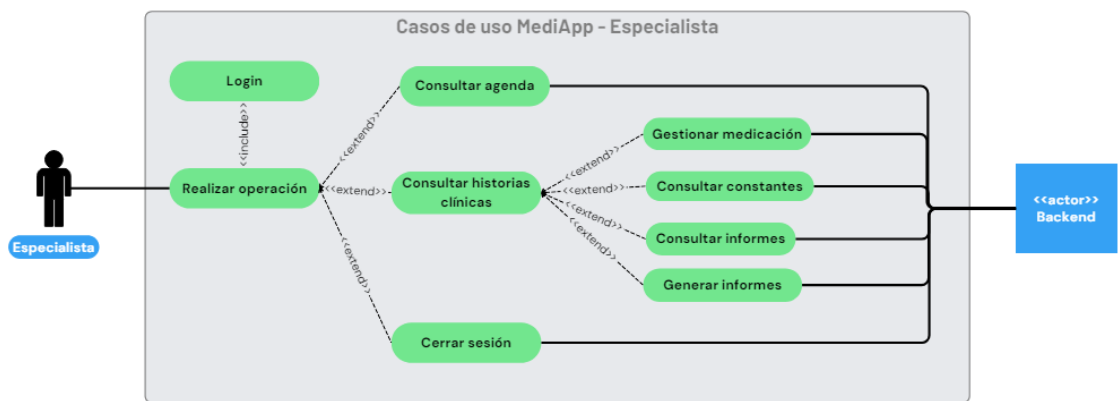 Casos de uso MediApp - Especialista
Login
<<include>>
Realizar operación
Especialista
<<extend>>
Consultar agenda
<<extend>>
Consultar historias
clínicas
<<extend>>
Cerrar sesión
<<extend>>
Gestionar medicación
<<extend>>
Consultar constantes
<<extend>>
Consultar informes
<<extend>>
Generar informes
<<actor>>
Backend